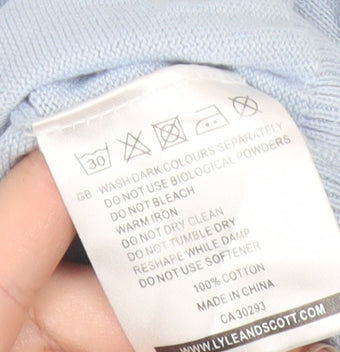 30
GB WASH DARK COLOURS SEPARATELY
DO NOT USE BIOLOGICAL POWDERS
DO NOT BLEACH
WARM IRON
DO NOT DRY CLEAN
DO NOT TUMBLE DRY
RESHAPE WHILE DAMP
DO NOT USE SOFTENER
100% COTTON
MADE IN CHINA
CA30293
WWW.LYLEANDSCOTT.COM